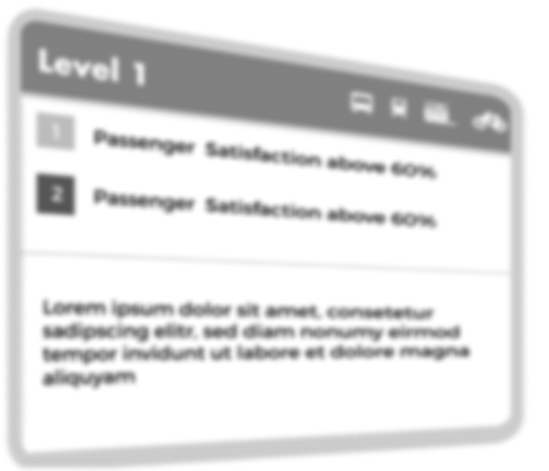 Level 1
1 Passenger Satisfaction above 60%
2 Passenger Satisfaction above 60%
Lorem ipsum dolor sit amet, consetetur
sadipscing elitr, sed diam nonumy eirmod
tempor invidunt ut labore et dolore magna
aliquyam